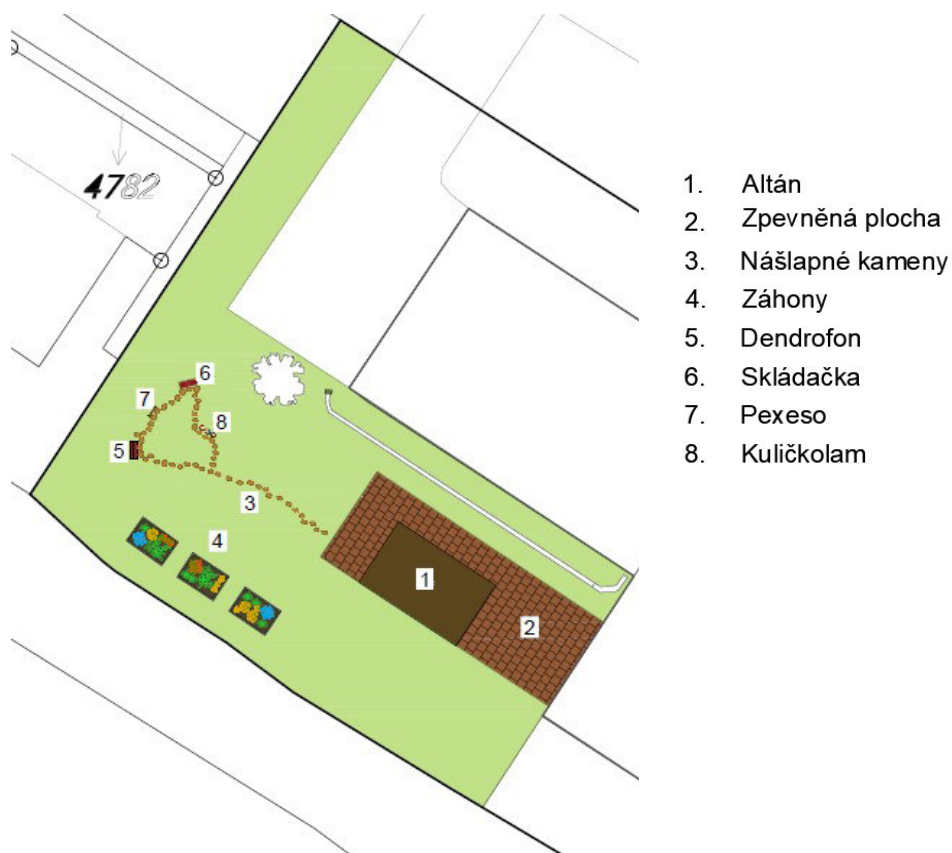 4782
6
7
8
5
3
4
1
2
1. Altán
2. Zpevněná plocha
3. Nášlapné kameny
4. Záhony
5. Dendrofon
6. Skládačka
7. Pexeso
8. Kuličkolam